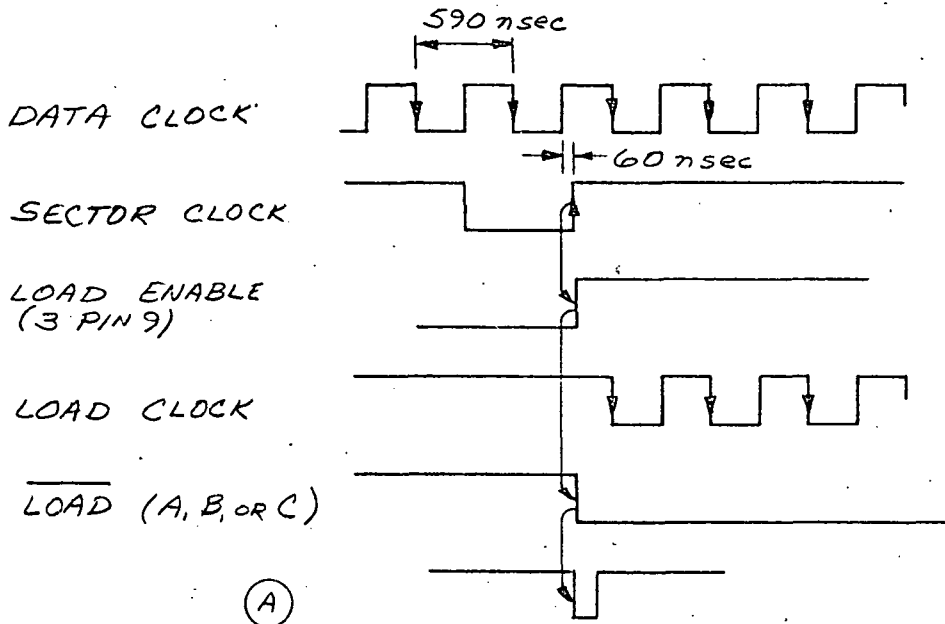 590 nsec
DATA CLOCK
60 nsec
SECTOR CLOCK
LOAD ENABLE
(3 PIN 9)
LOAD CLOCK
LOAD (A, B, OR C)
A